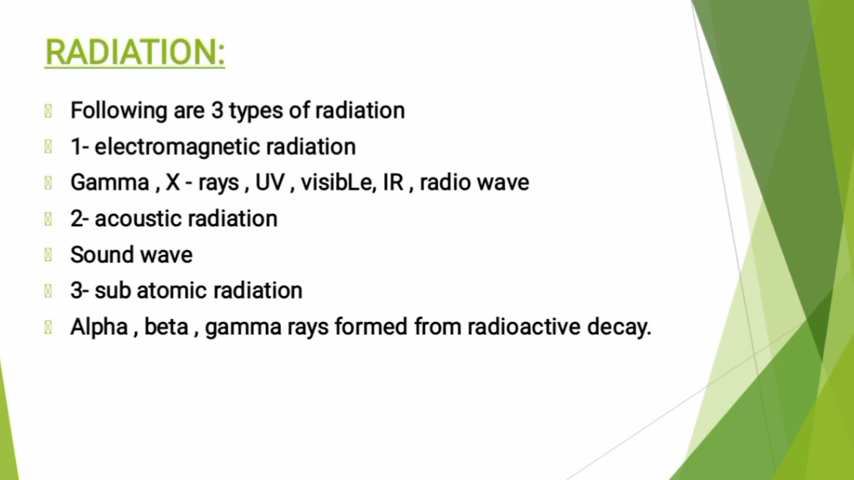 RADIATION:
Following are 3 types of radiation
1- electromagnetic radiation
Gamma , X - rays , UV , visibLe, IR , radio wave
2- acoustic radiation
Sound wave
3- sub atomic radiation
Alpha , beta , gamma rays formed from radioactive decay.